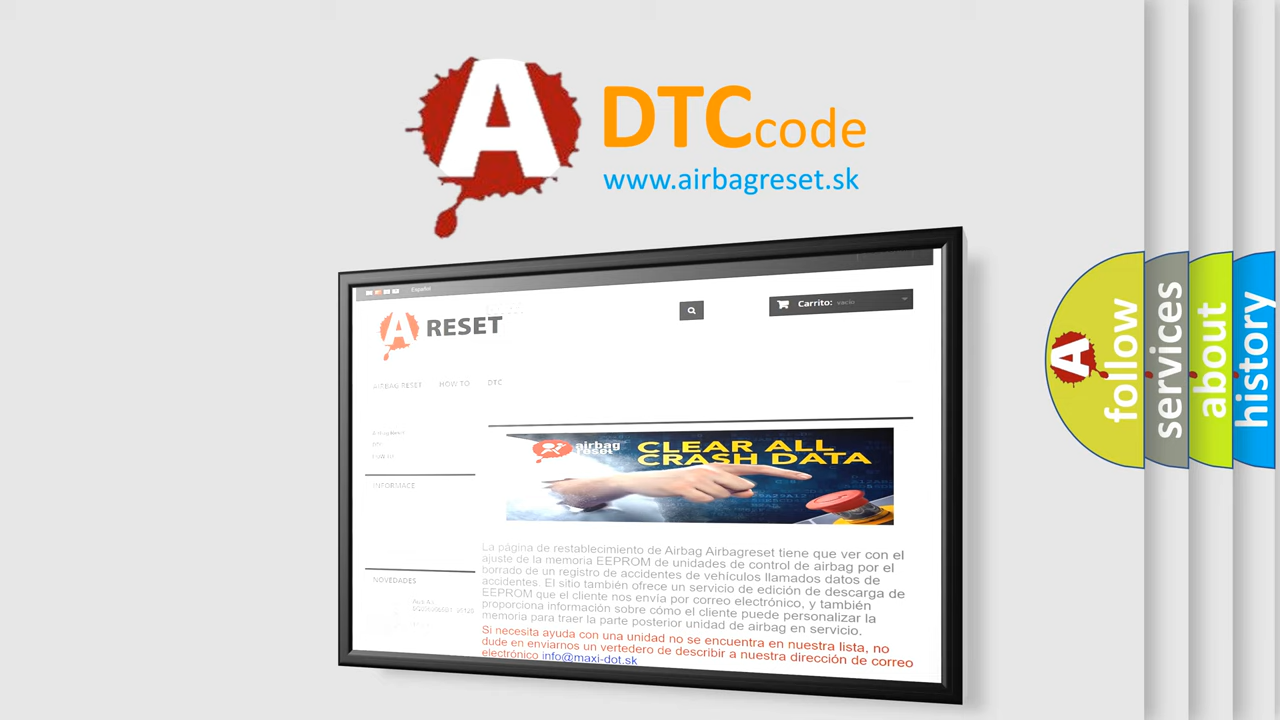 A
DTC code
www.airbagreset.sk
Español
A RESET
Carrito: vacío
AIRBAG RESET HOW TO DTC
INFORMACE
airbag
reset
CLEAR ALL
CRASH DATA
La página de restablecimiento de Airbag Airbagreset tiene que ver con el
ajuste de la memoria EEPROM de unidades de control de airbag por el
borrado de un registro de accidentes de vehículos llamados datos de
accidentes. El sitio también ofrece un servicio de edición de descarga de
EEPROM que el cliente nos envía por correo electrónico, y también
proporciona información sobre cómo el cliente puede personalizar la
memoria para traer la parte posterior unidad de airbag en servicio.
Si necesita ayuda con una unidad no se encuentra en nuestra lista, no
dude en enviarnos un vertedero de describir a nuestra dirección de correo
electrónico info@maxi-dot.sk
NOVEDADES
A
follow
services
about
history